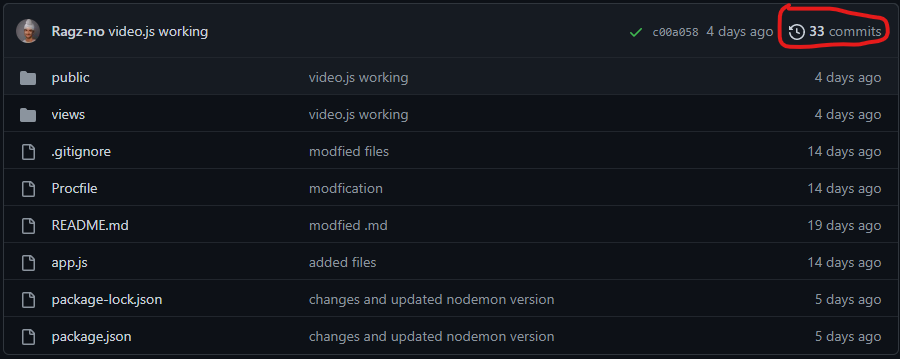 Ragz-no video.js working c00a058 4 days ago 33 commits
public video.js working 4 days ago
views video.js working 4 days ago
.gitignore modfied files 14 days ago
Procfile modfication 14 days ago
README.md modfied .md 19 days ago
app.js added files 14 days ago
package-lock.json changes and updated nodemon version 5 days ago
package.json changes and updated nodemon version 5 days ago